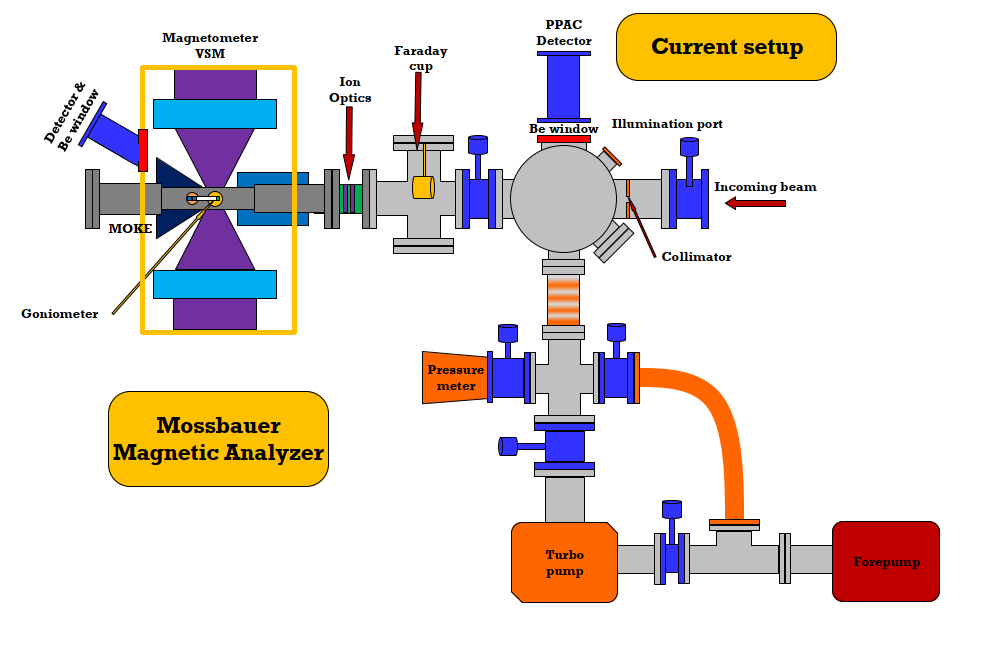 PPAC
Detector
Current setup
Magnetometer
VSM
Faraday
cup
Ion
Optics
Detector &
Be window
Be window
Illumination port
Incoming beam
MOKE
Collimator
Goniometer
Pressure
meter
Mossbauer
Magnetic Analyzer
Turbo
pump
Forepump